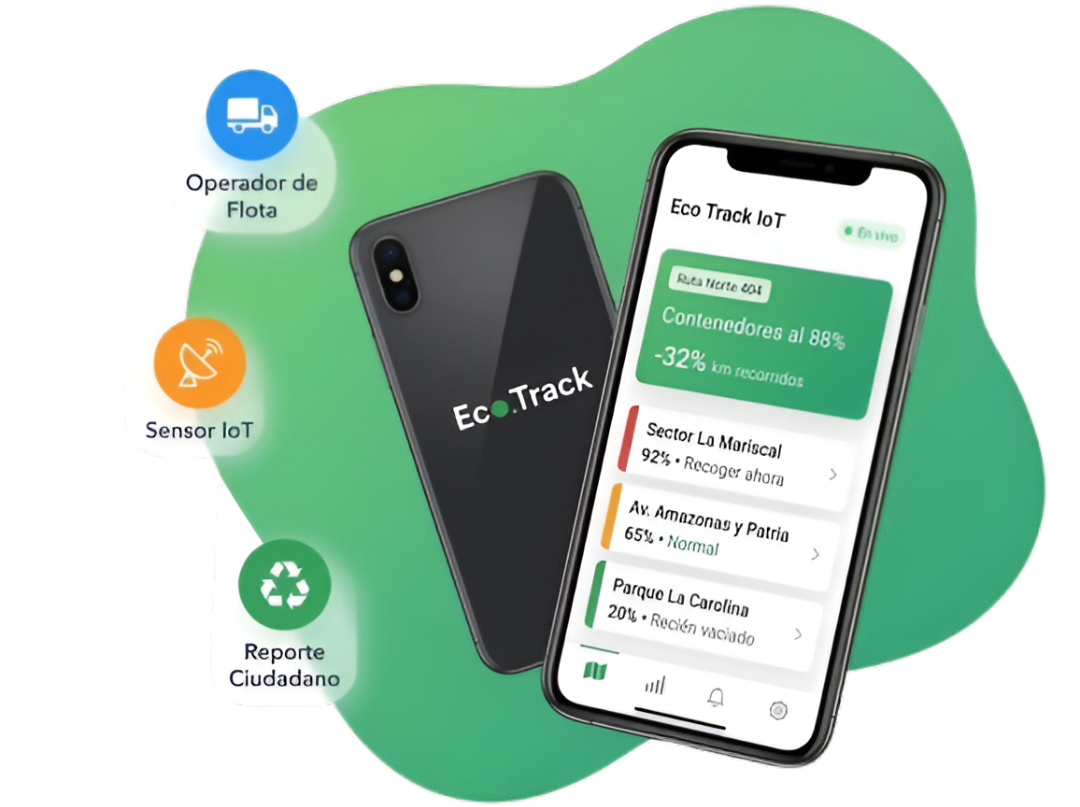 Operador de
Flota
Sensor IoT
Reporte
Ciudadano
Eco.Track
Eco Track IoT
En vivo
Ruta Norte 404
Contenedores al 88%
-32% km recorridos
Sector La Mariscal
92% • Recoger ahora
Av. Amazonas y Patria
65% • Normal
Parque La Carolina
20% • Recién vaciado